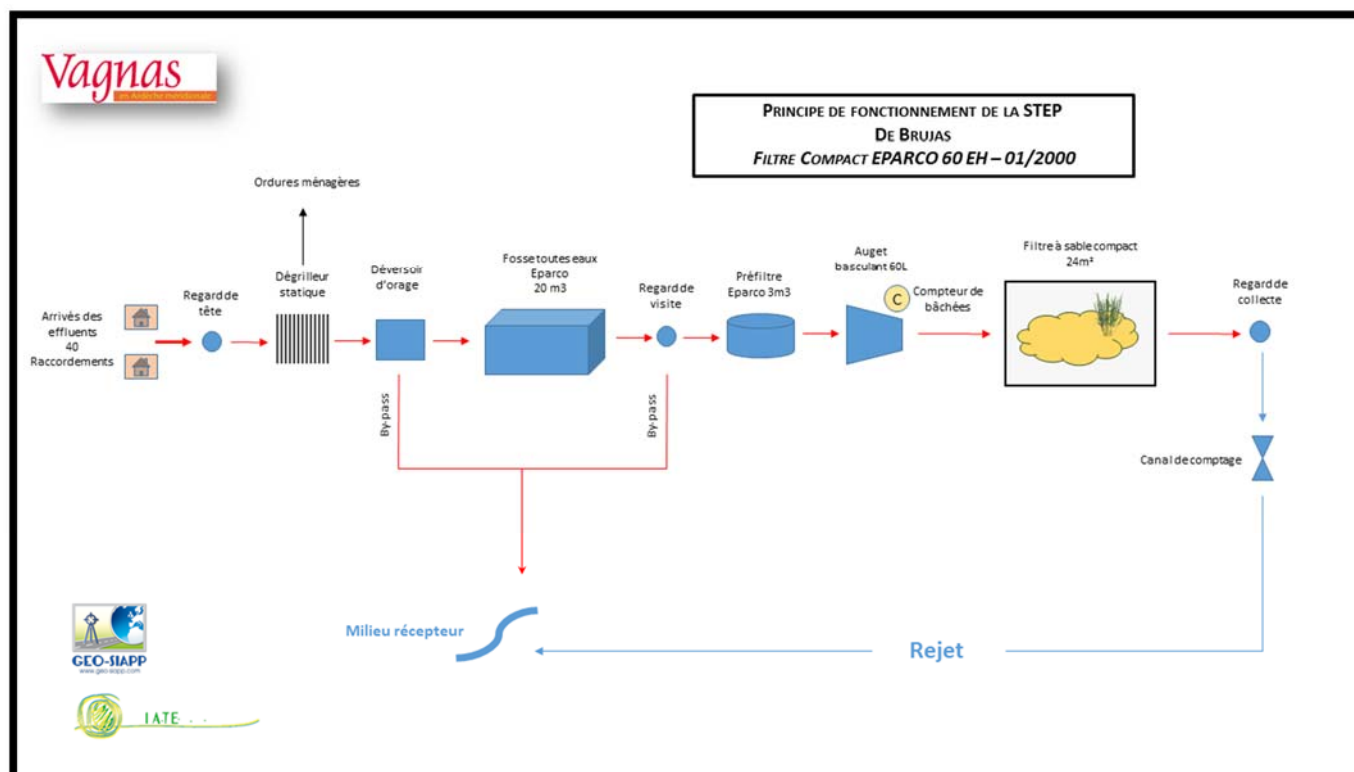 Vagnas
en Ardèche méridionale
PRINCIPE DE FONCTIONNEMENT DE LA STEP
DE BRUJAS
FILTRE COMPACT EPARCO 60 EH – 01/2000
Ordures ménagères
Arrivés des
effluents
40
Raccordements
Regard de
tête
Dégrilleur
statique
Déversoir
d'orage
Fosse toutes eaux
Eparco
20 m3
Regard de
visite
Préfiltre
Eparco 3m3
Auget
basculant 60L
C
Compteur de
bâchées
Filtre à sable compact
24m²
Regard de
collecte
By-pass
By-pass
Canal de comptage
Milieu récepteur
Rejet
GEO-SIAPP
www.geo-siapp.com
IATE